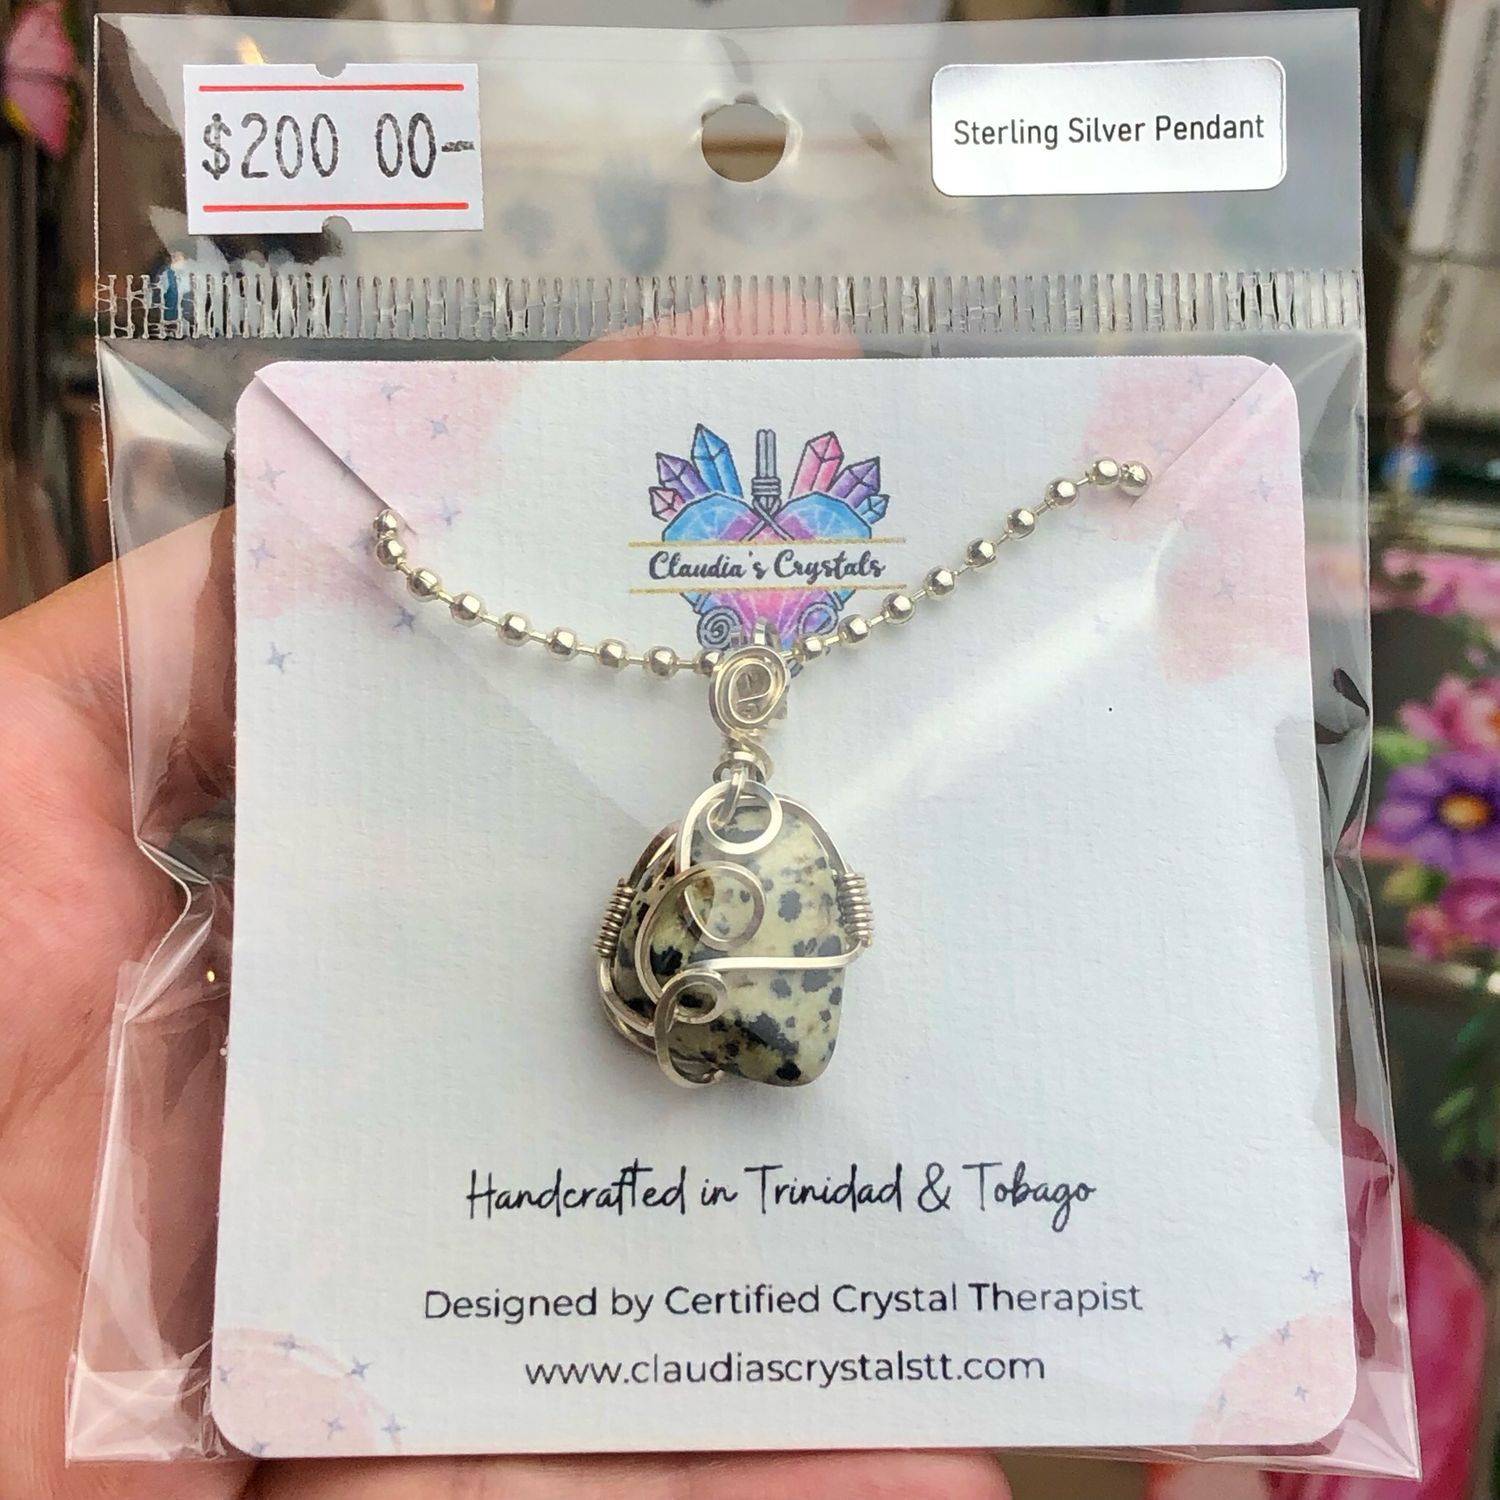 $200 00-
Sterling Silver Pendant
Claudia's Crystals
Handcrafted in Trinidad & Tobago
Designed by Certified Crystal Therapist
www.claudiascrystalstt.com